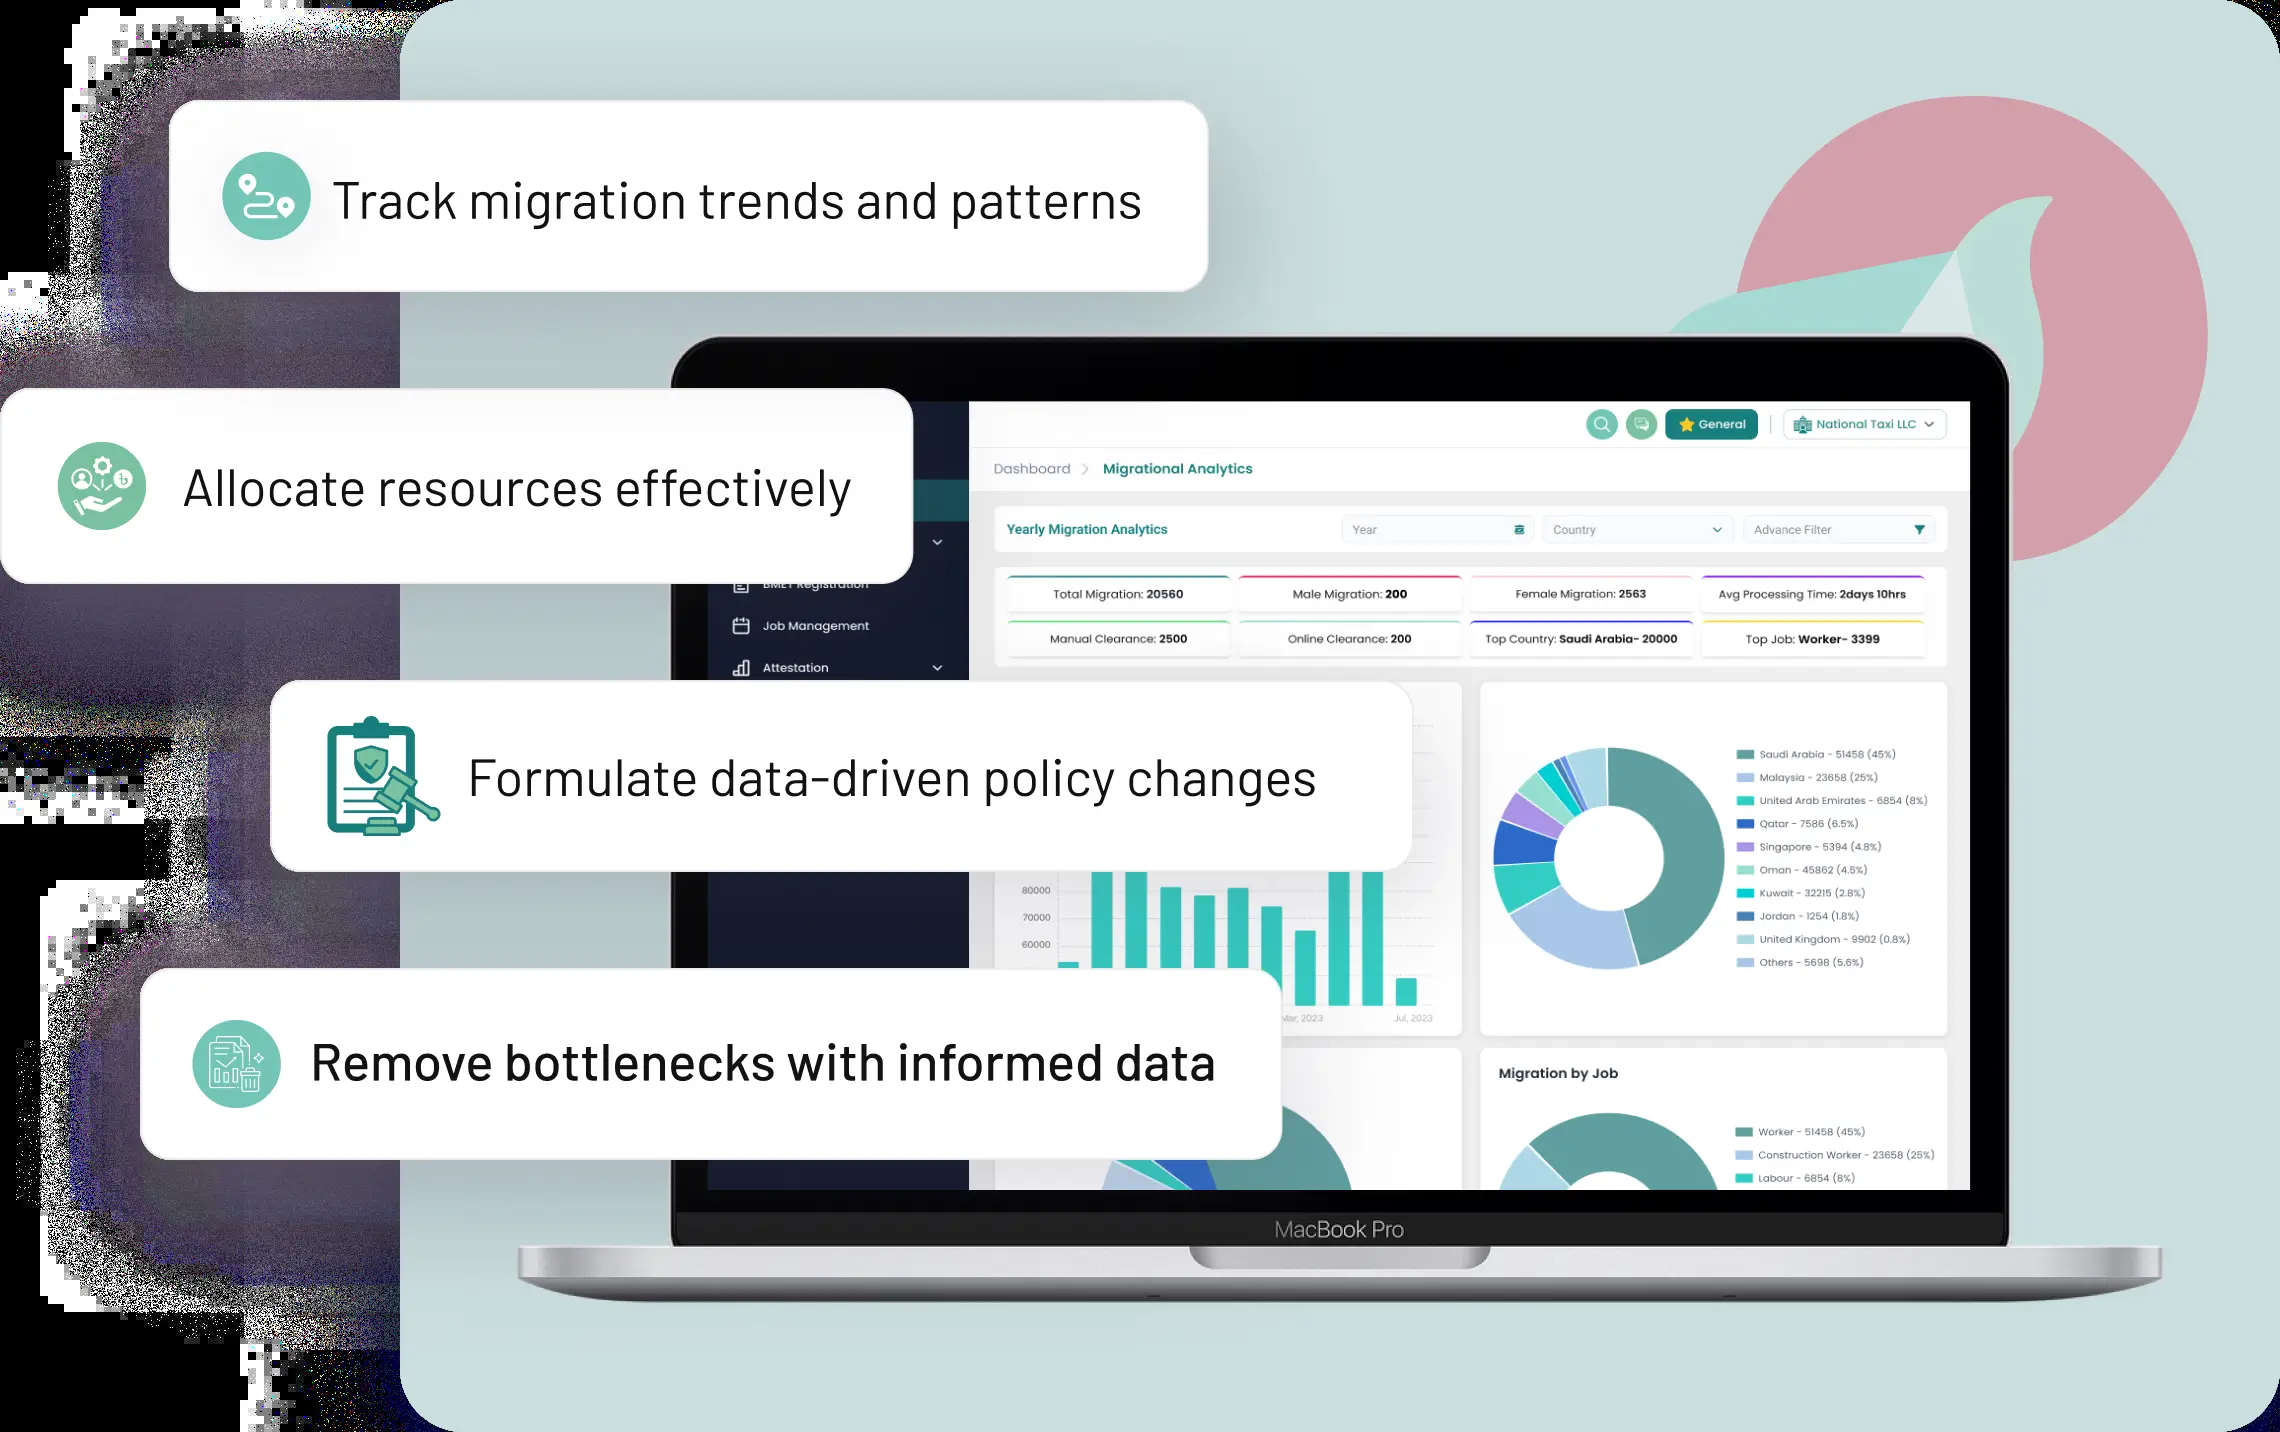 Track migration trends and patterns
Allocate resources effectively
Formulate data-driven policy changes
Remove bottlenecks with informed data
General
National Taxi LLC
Dashboard
Migrational Analytics
Yearly Migration Analytics
Year
Country
Advance Filter
Total Migration: 20560
Male Migration: 200
Female Migration: 2563
Avg Processing Time: 2days 10hrs
Manual Clearance: 2500
Online Clearance: 200
Top Country: Saudi Arabia- 20000
Top Job: Worker- 3399
BMET Registration
Job Management
Attestation
80000
70000
60000
Mar, 2023
Jul, 2023
Saudi Arabia - 51458 (45%)
Malaysia - 23658 (25%)
United Arab Emirates - 6854 (8%)
Qatar - 7586 (6.5%)
Singapore - 5394 (4.8%)
Oman - 45862 (4.5%)
Kuwait - 32215 (2.8%)
Jordan - 1254 (1.8%)
United Kingdom - 9902 (0.8%)
Others - 5698 (5.6%)
Migration by Job
Worker - 51458 (45%)
Construction Worker - 23658 (25%)
Labour - 6854 (8%)
MacBook Pro